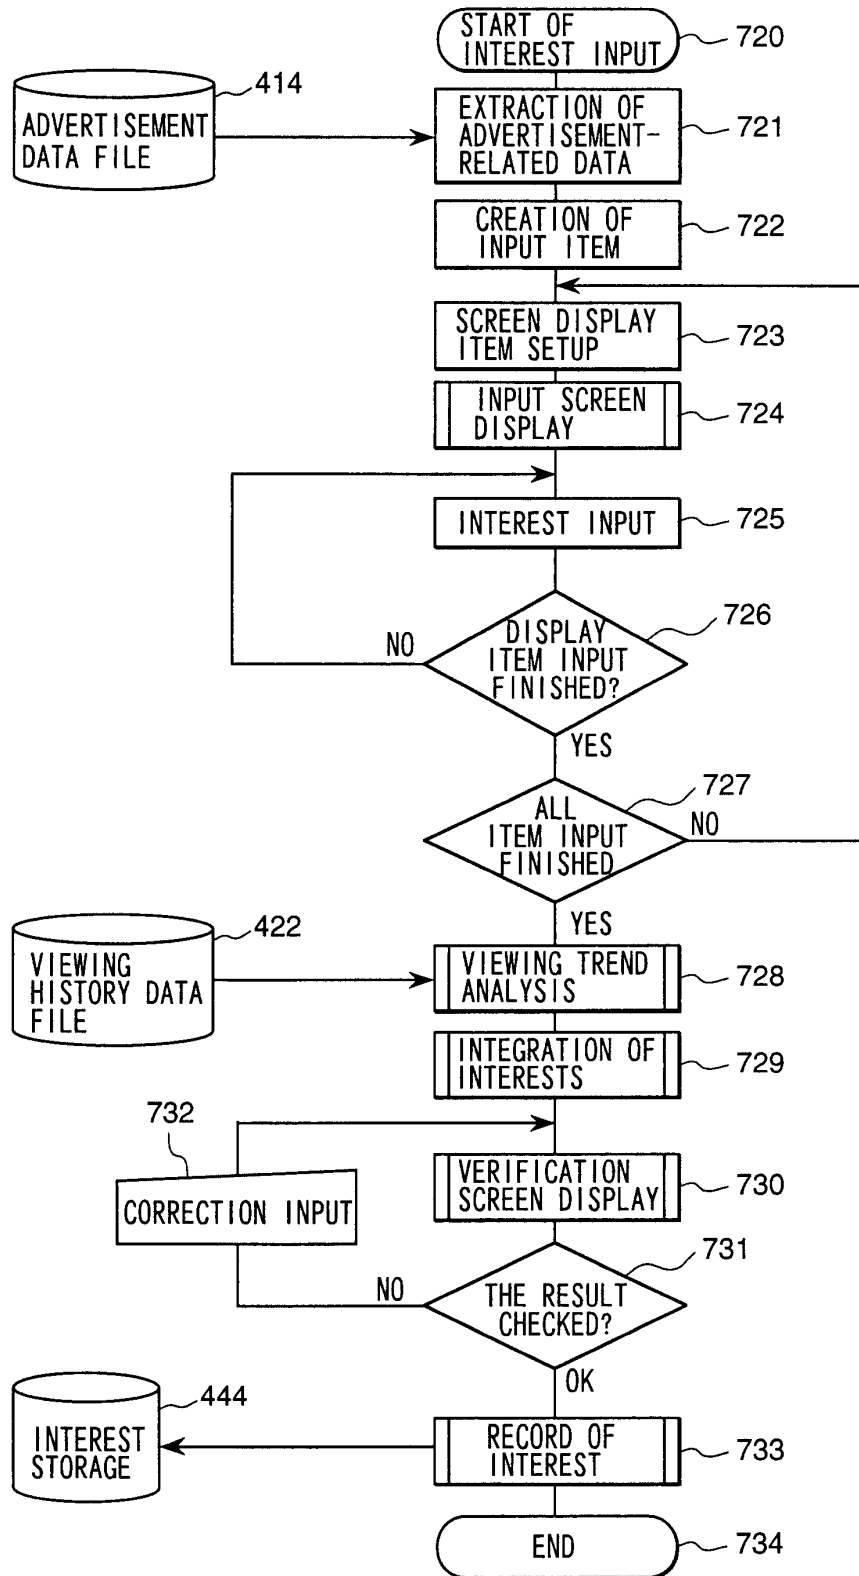 START OF
INTEREST INPUT
720
414
ADVERTISEMENT
DATA FILE
EXTRACTION OF
ADVERTISEMENT-
RELATED DATA
721
CREATION OF
INPUT ITEM
722
SCREEN DISPLAY
ITEM SETUP
723
INPUT SCREEN
DISPLAY
724
INTEREST INPUT
725
726
NO
DISPLAY
ITEM INPUT
FINISHED?
YES
727
ALL
ITEM INPUT
FINISHED
NO
YES
422
VIEWING
HISTORY DATA
FILE
VIEWING TREND
ANALYSIS
728
INTEGRATION OF
INTERESTS
729
732
CORRECTION INPUT
VERIFICATION
SCREEN DISPLAY
730
731
NO
THE RESULT
CHECKED?
OK
444
INTEREST
STORAGE
RECORD OF
INTEREST
733
END
734